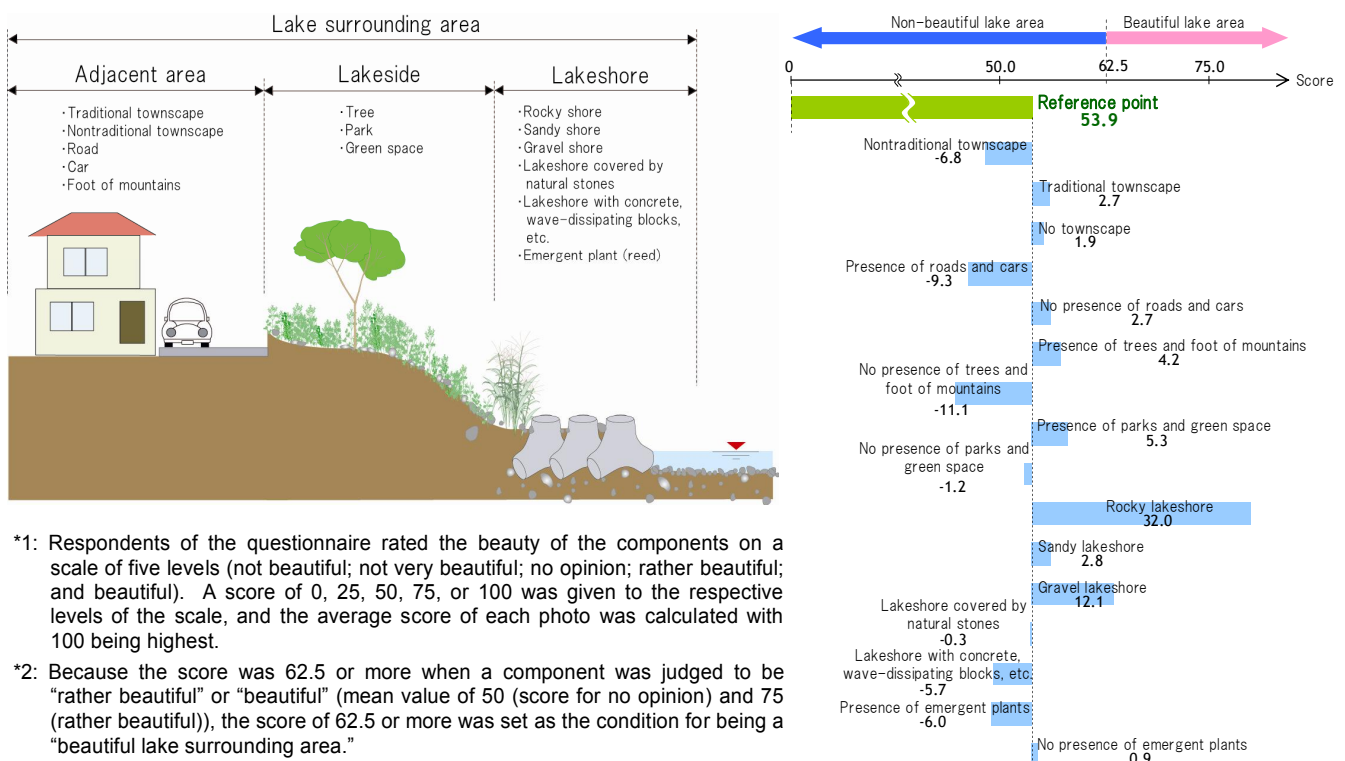 Lake surrounding area
Adjacent area
・Traditional townscape
・Nontraditional townscape
・Road
・Car
・Foot of mountains
Lakeside
・Tree
・Park
・Green space
Lakeshore
・Rocky shore
・Sandy shore
・Gravel shore
・Lakeshore covered by
natural stones
・Lakeshore with concrete,
wave-dissipating blocks,
etc.
・Emergent plant (reed)
*1: Respondents of the questionnaire rated the beauty of the components on a
scale of five levels (not beautiful; not very beautiful; no opinion; rather beautiful;
and beautiful). A score of 0, 25, 50, 75, or 100 was given to the respective
levels of the scale, and the average score of each photo was calculated with
100 being highest.
*2: Because the score was 62.5 or more when a component was judged to be
“rather beautiful” or “beautiful” (mean value of 50 (score for no opinion) and 75
(rather beautiful)), the score of 62.5 or more was set as the condition for being a
“beautiful lake surrounding area.”
Non-beautiful lake area
Beautiful lake area
0 50.0 62.5 75.0 Score
Reference point
53.9
Nontraditional townscape
-6.8
Traditional townscape
2.7
No townscape
1.9
Presence of roads and cars
-9.3
No presence of roads and cars
2.7
Presence of trees and foot of mountains
4.2
No presence of trees and
foot of mountains
-11.1
Presence of parks and green space
5.3
No presence of parks and
green space
-1.2
Rocky lakeshore
32.0
Sandy lakeshore
2.8
Gravel lakeshore
12.1
Lakeshore covered by
natural stones
-0.3
Lakeshore with concrete,
wave-dissipating blocks, etc.
-5.7
Presence of emergent plants
-6.0
No presence of emergent plants
0.9